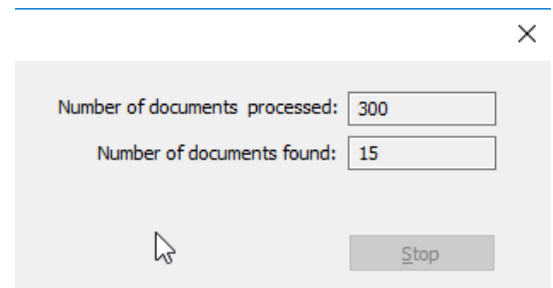 Number of documents  processed: 300
Number of documents found: 15
Stop